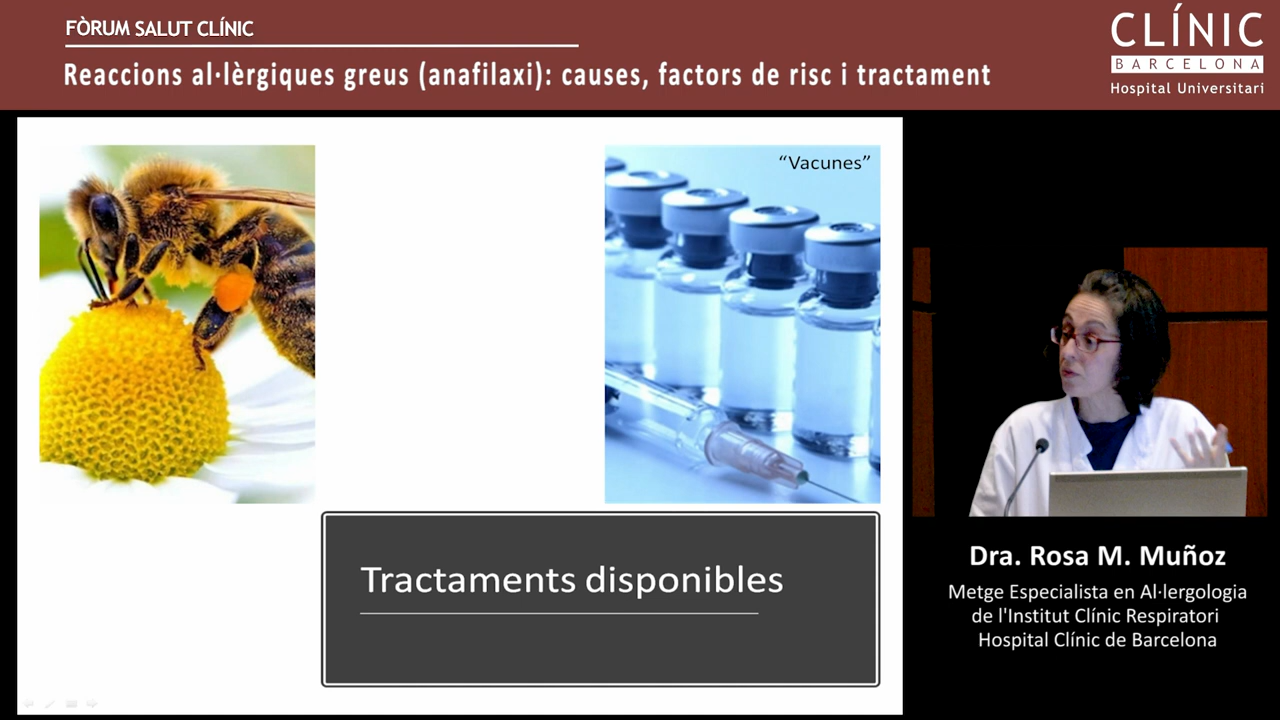 FÒRUM SALUT CLÍNIC
Reaccions al·lèrgiques greus (anafilaxi): causes, factors de risc i tractament
CLÍNIC
BARCELONA
Hospital Universitari
“Vacunes”
Tractaments disponibles
Dra. Rosa M. Muñoz
Metge Especialista en Al·lergologia
de l'Institut Clínic Respiratori
Hospital Clínic de Barcelona